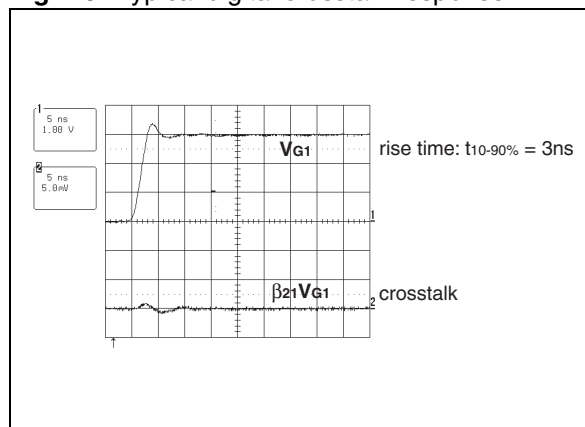 1
5 ns
1.00 V
2
5 ns
5.0mV
VG1
rise time: t10-90% = 3ns
1
β21VG1
crosstalk
2